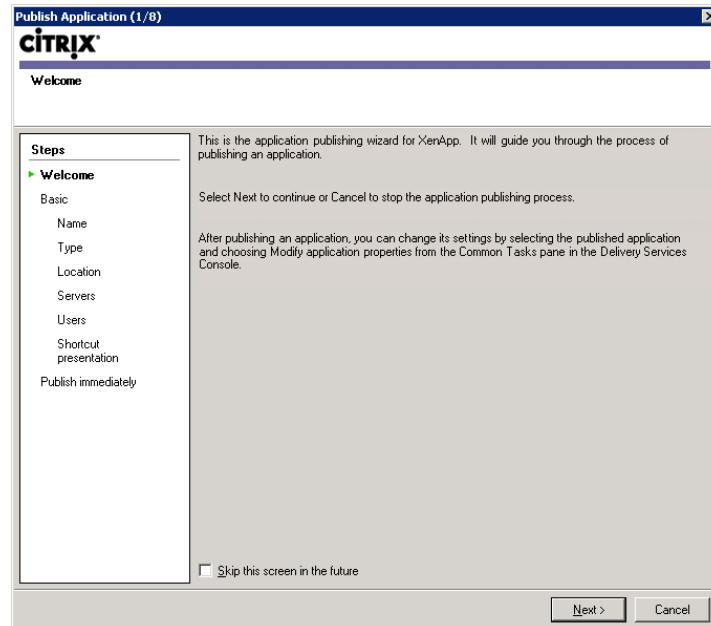 Publish Application (1/8)
CITRIX
Welcome
Steps
Welcome
Basic
Name
Type
Location
Servers
Users
Shortcut
presentation
Publish immediately
This is the application publishing wizard for XenApp. It will guide you through the process of
publishing an application.
Select Next to continue or Cancel to stop the application publishing process.
After publishing an application, you can change its settings by selecting the published application
and choosing Modify application properties from the Common Tasks pane in the Delivery Services
Console.
Skip this screen in the future
Next >
Cancel